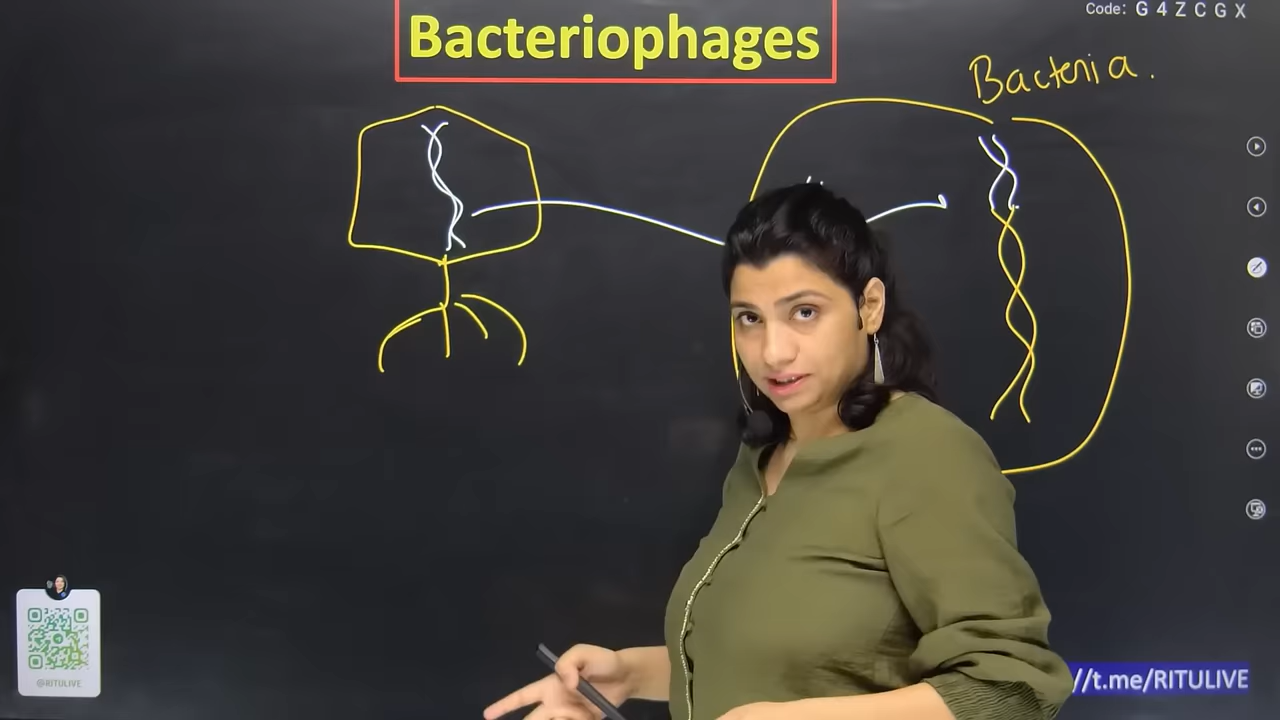 Code: G 4 Z C G X
Bacteriophages
Bacteria.
@RITULIVE
//t.me/RITULIVE